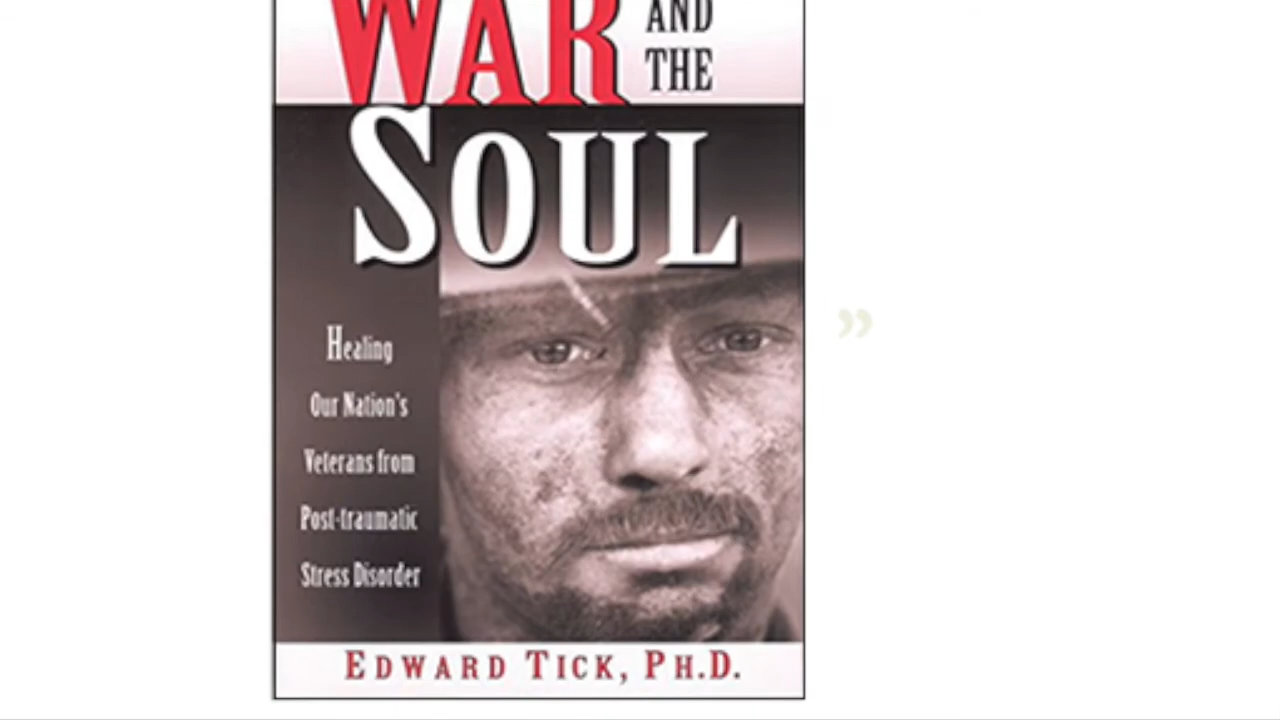 WAR AND
THE
SOUL
Healing
Our Nation's
Veterans from
Post-traumatic
Stress Disorder
”
EDWARD TICK, PH.D.